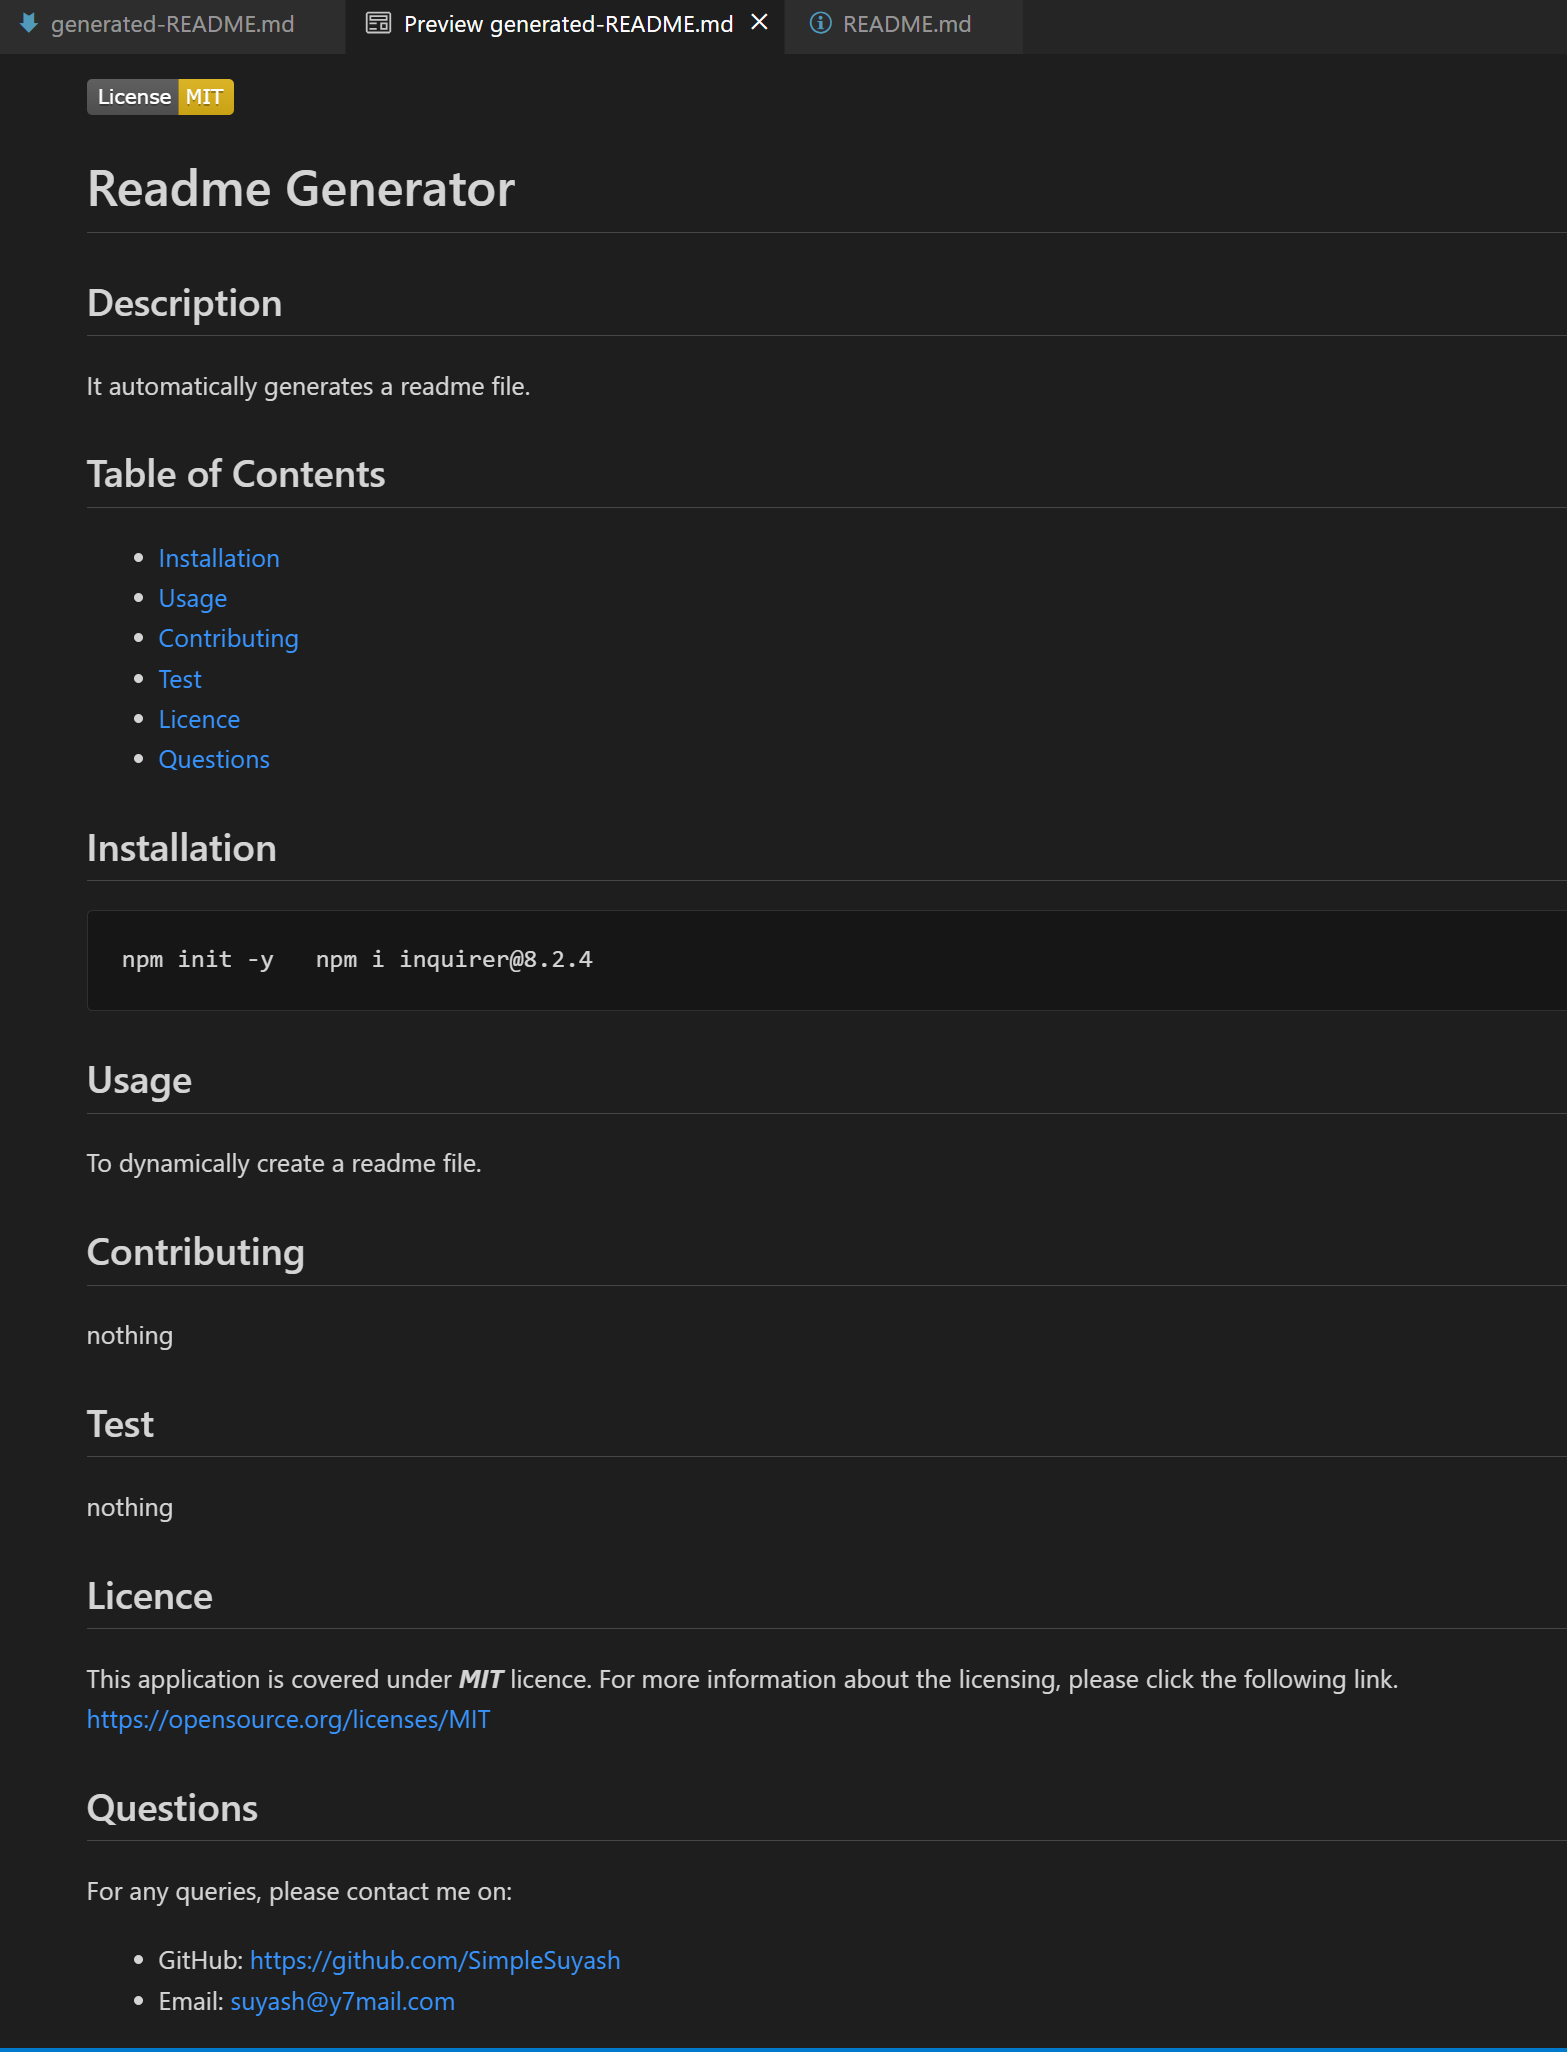 generated-README.md Preview generated-README.md README.md
License MIT
Readme Generator
Description
It automatically generates a readme file.
Table of Contents
Installation
Usage
Contributing
Test
Licence
Questions
Installation
npm init -y   npm i inquirer@8.2.4
Usage
To dynamically create a readme file.
Contributing
nothing
Test
nothing
Licence
This application is covered under MIT licence. For more information about the licensing, please click the following link.
https://opensource.org/licenses/MIT
Questions
For any queries, please contact me on:
GitHub: https://github.com/SimpleSuyash
Email: suyash@y7mail.com